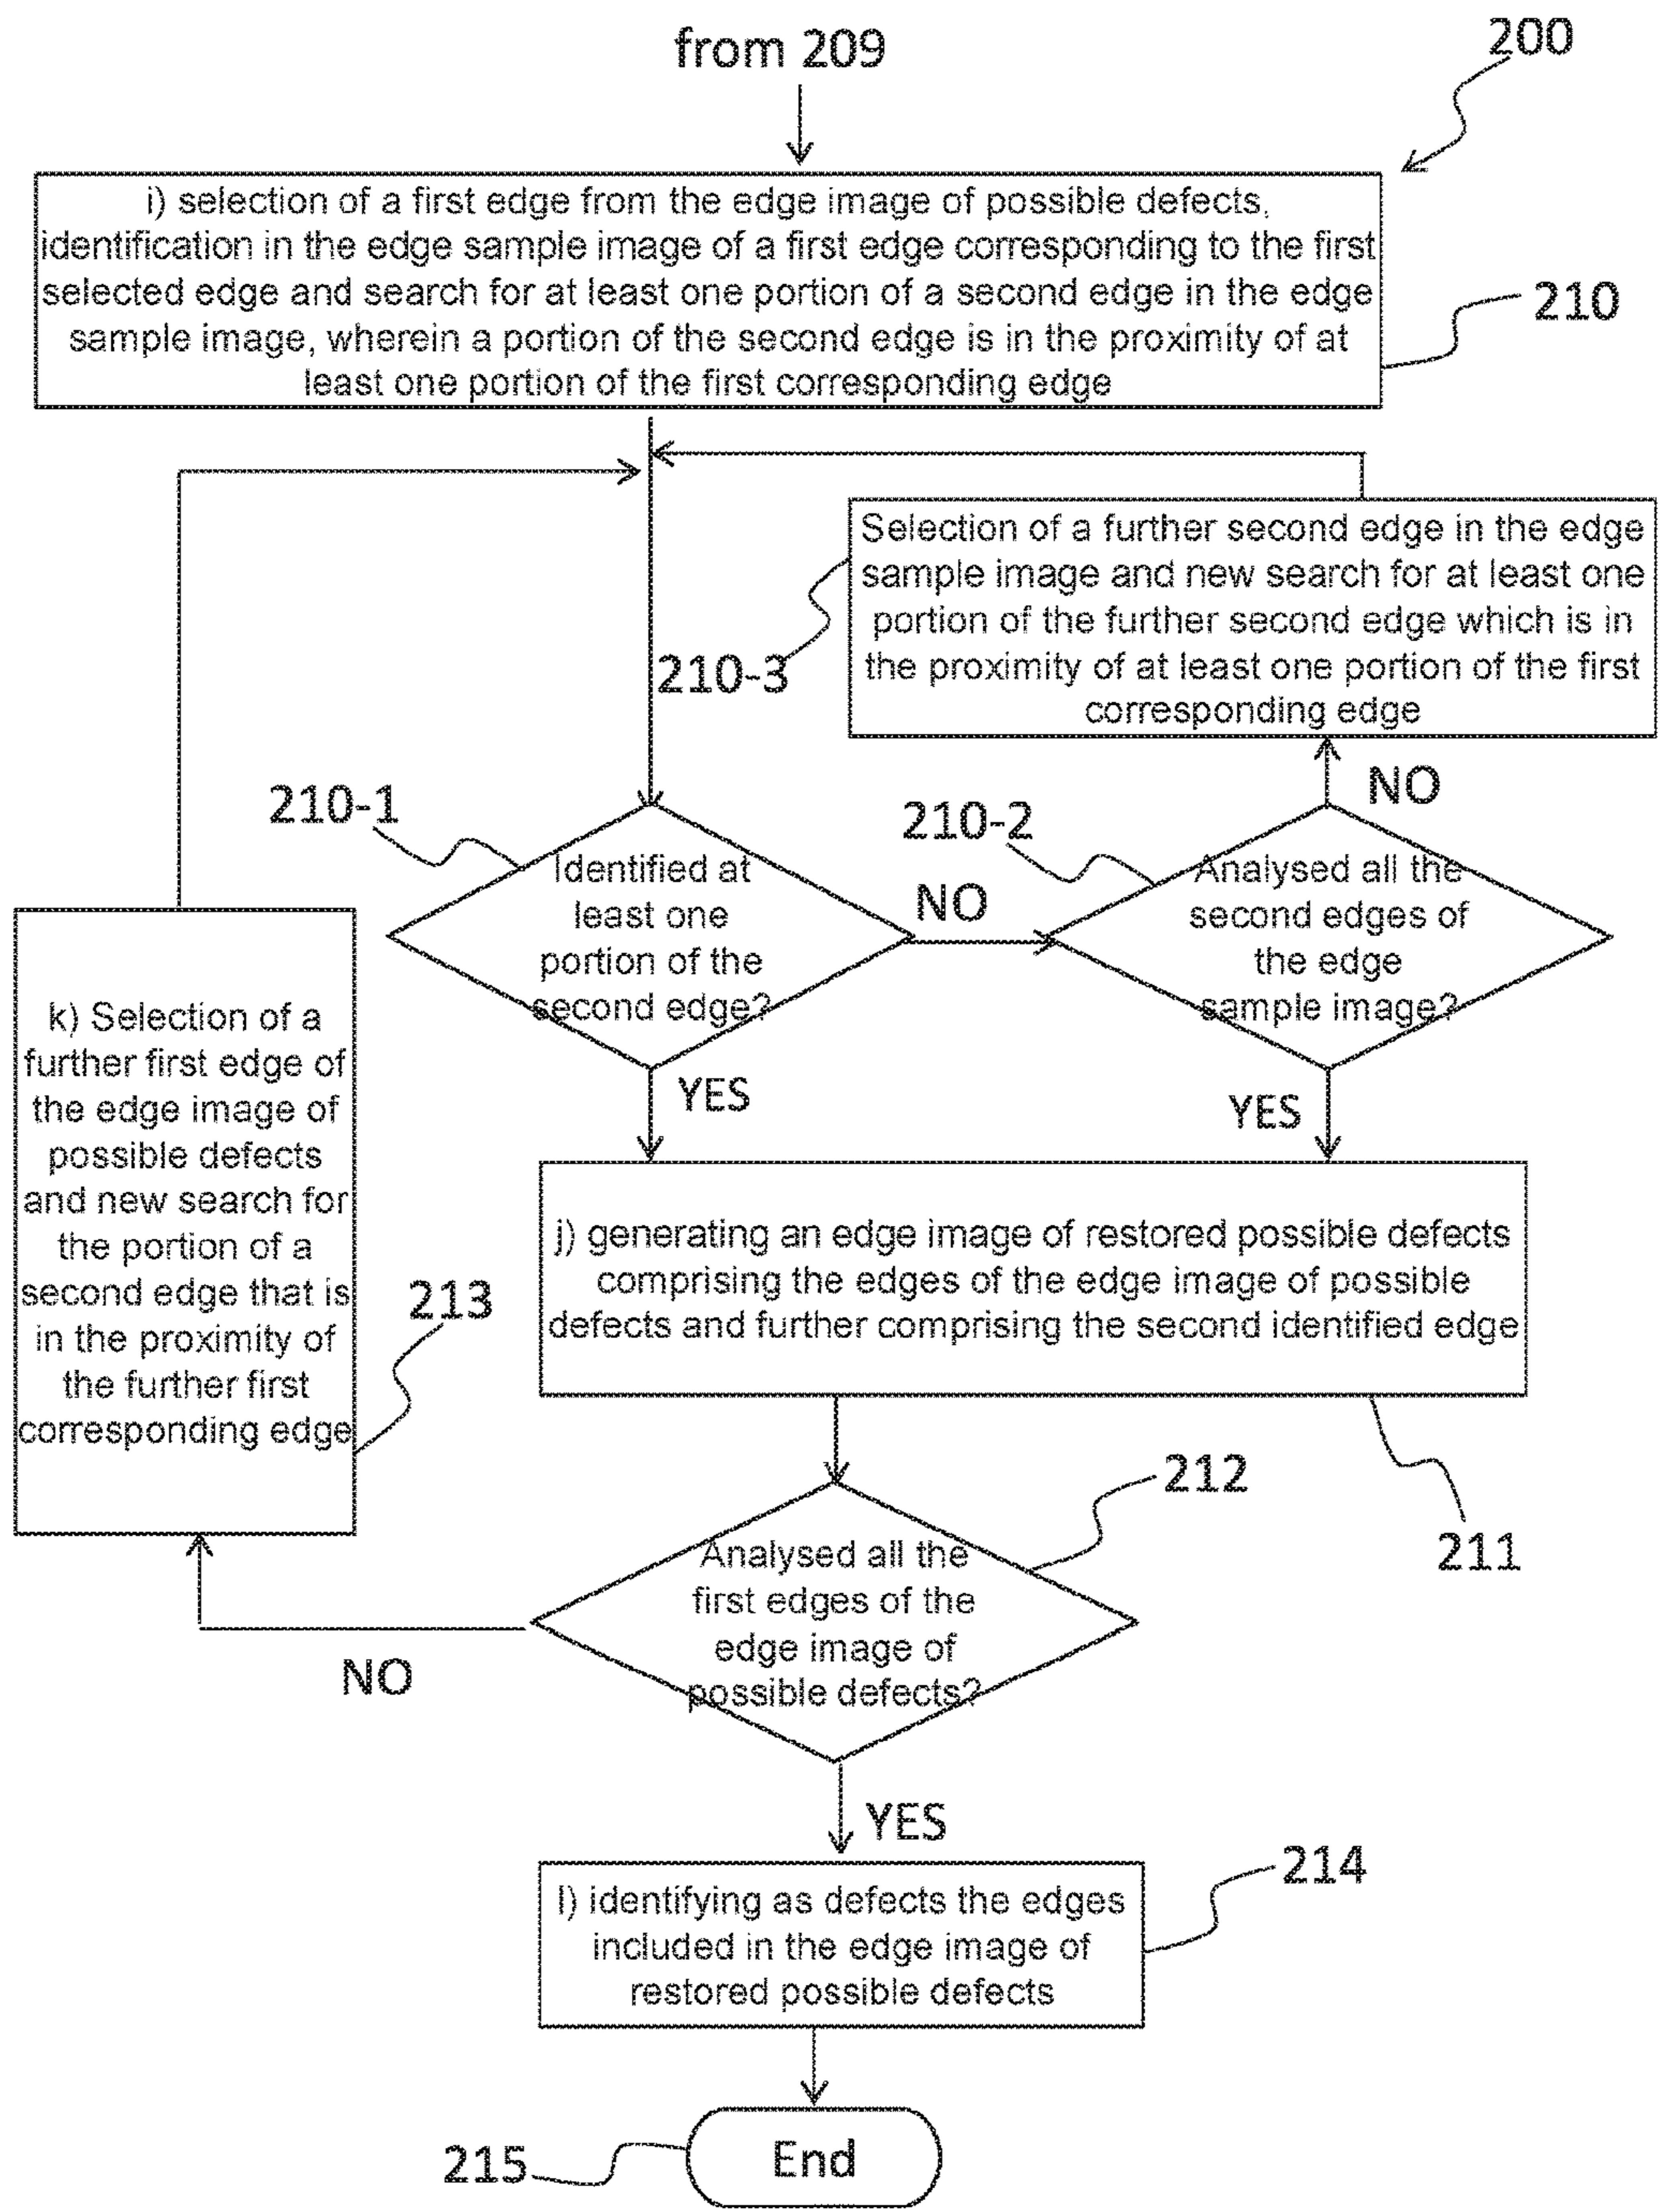 from 209
200
i) selection of a first edge from the edge image of possible defects,
identification in the edge sample image of a first edge corresponding to the first
selected edge and search for at least one portion of a second edge in the edge
sample image, wherein a portion of the second edge is in the proximity of at
least one portion of the first corresponding edge
210
Selection of a further second edge in the edge
sample image and new search for at least one
portion of the further second edge which is in
the proximity of at least one portion of the first
corresponding edge
210-3
NO
210-1
Identified at
least one
portion of the
second edge?
NO
210-2
Analysed all the
second edges of
the edge
sample image?
YES
YES
k) Selection of a
further first edge of
the edge image of
possible defects
and new search for
the portion of a
second edge that is
in the proximity of
the further first
corresponding edge
213
j) generating an edge image of restored possible defects
comprising the edges of the edge image of possible
defects and further comprising the second identified edge
211
212
Analysed all the
first edges of the
edge image of
possible defects?
NO
YES
l) identifying as defects the edges
included in the edge image of
restored possible defects
214
End
215